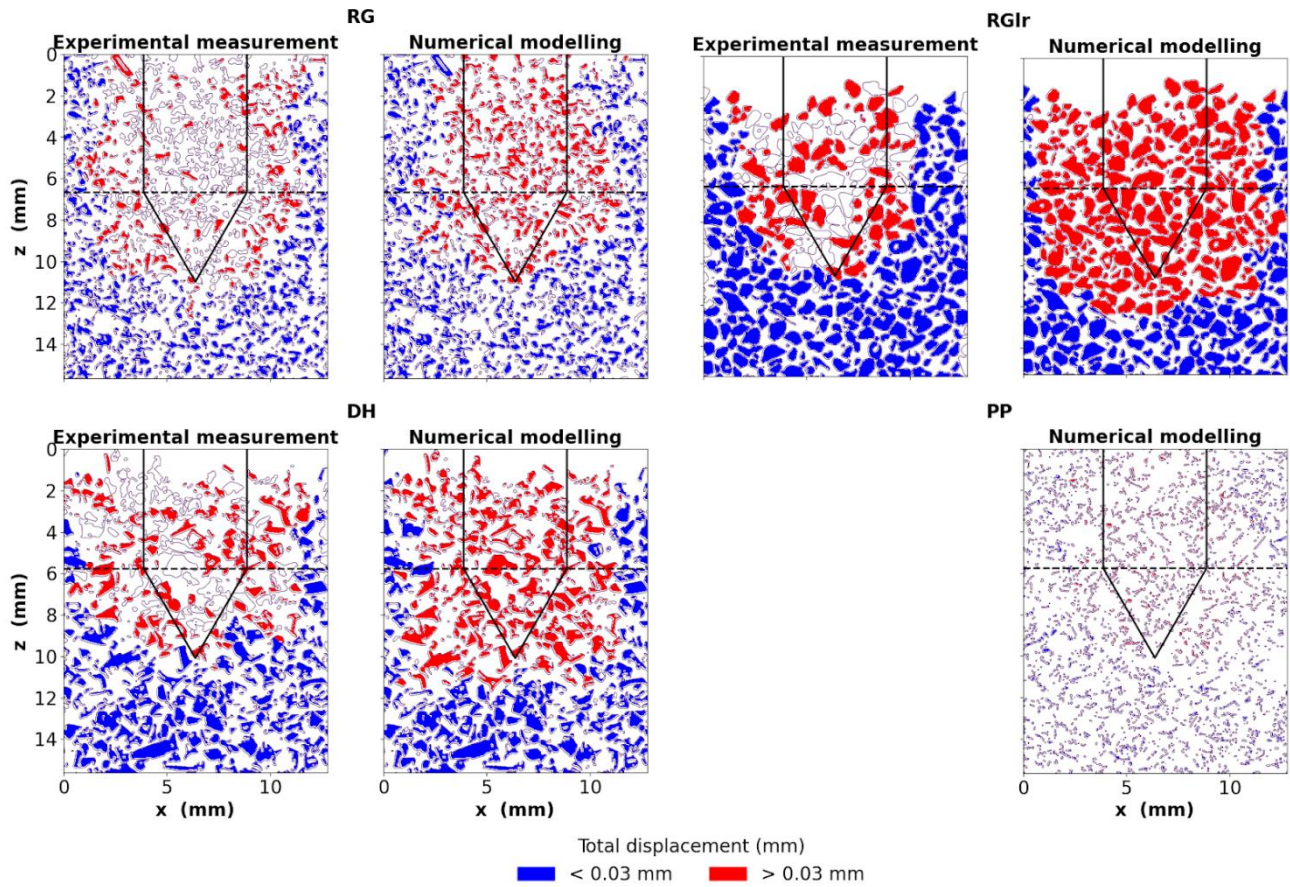 RG
Experimental measurement Numerical modelling
0
2
4
6
8
10
12
14
z (mm)
RGlr
Experimental measurement Numerical modelling
DH
Experimental measurement Numerical modelling
0
2
4
6
8
10
12
14
z (mm)
0 5 10 0 5 10
x (mm) x (mm)
PP
Numerical modelling
0 5 10
x (mm)
Total displacement (mm)
< 0.03 mm > 0.03 mm